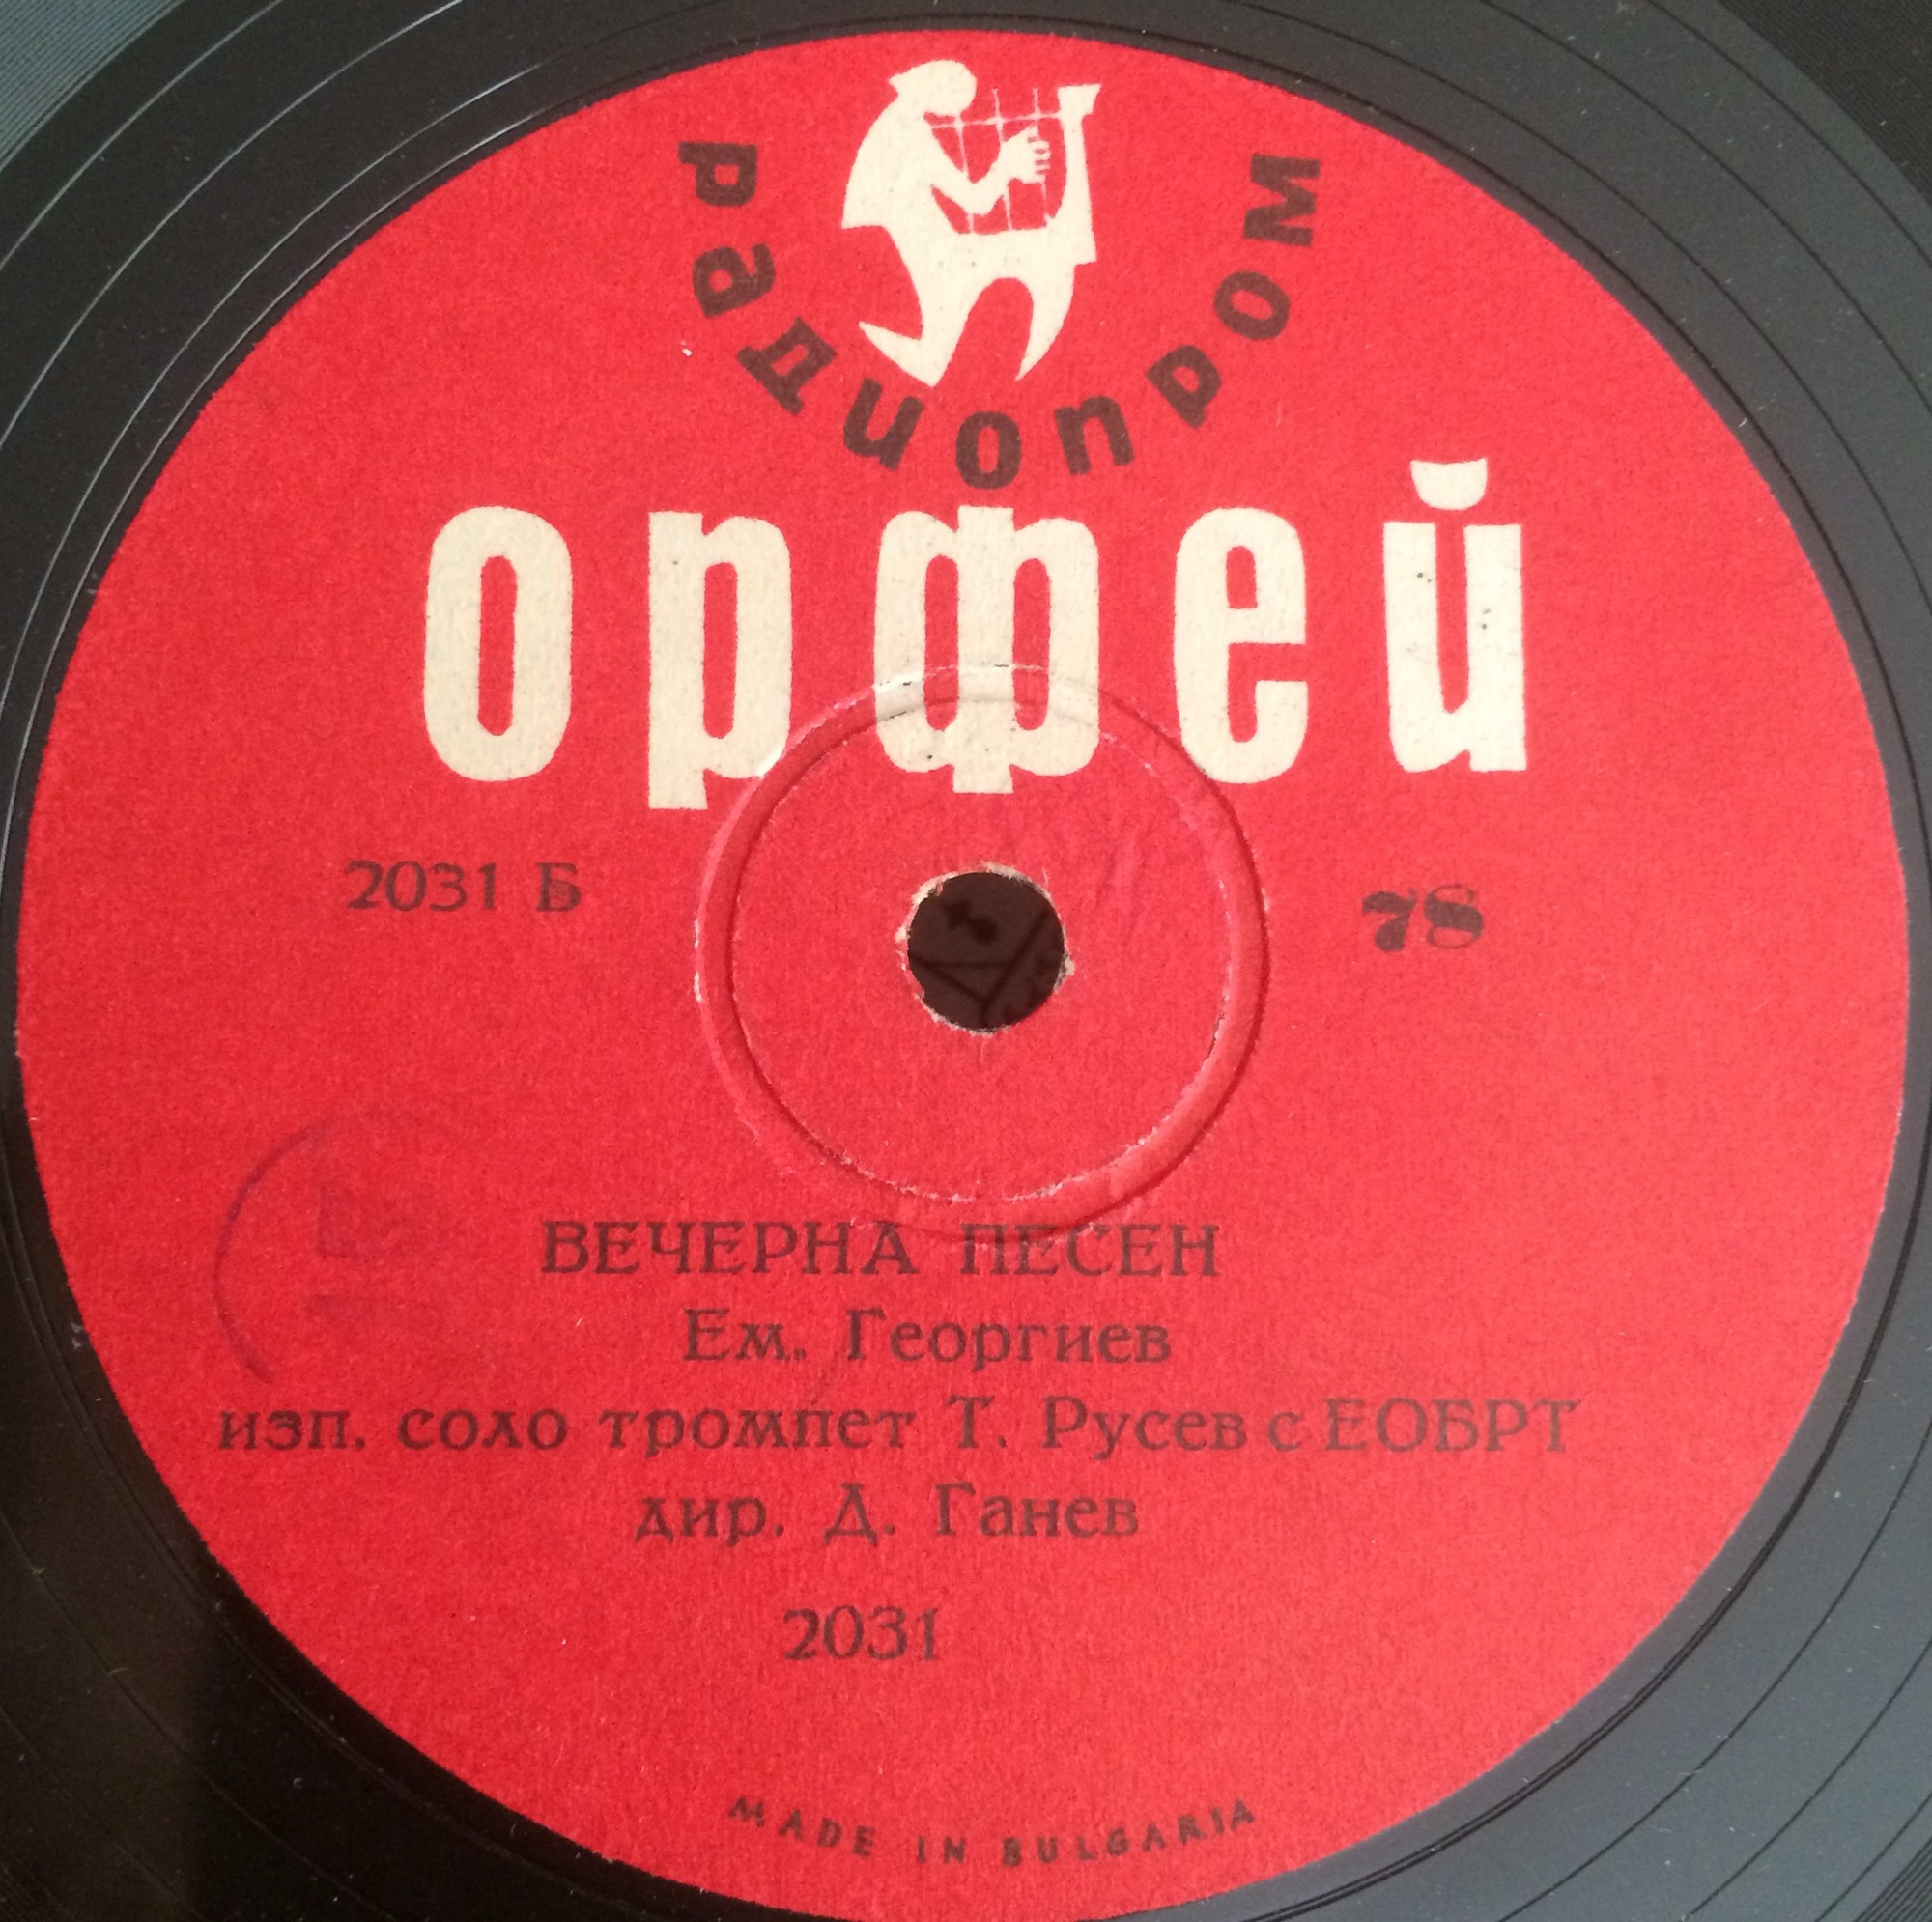 радиопром
орфей
2031 Б
78
ВЕЧЕРНА ПЕСЕН
Ем. Георгиев
изп. соло тромпет Т. Русев с ЕОБРТ
дир. Д. Ганев
2031
MADE IN BULGARIA